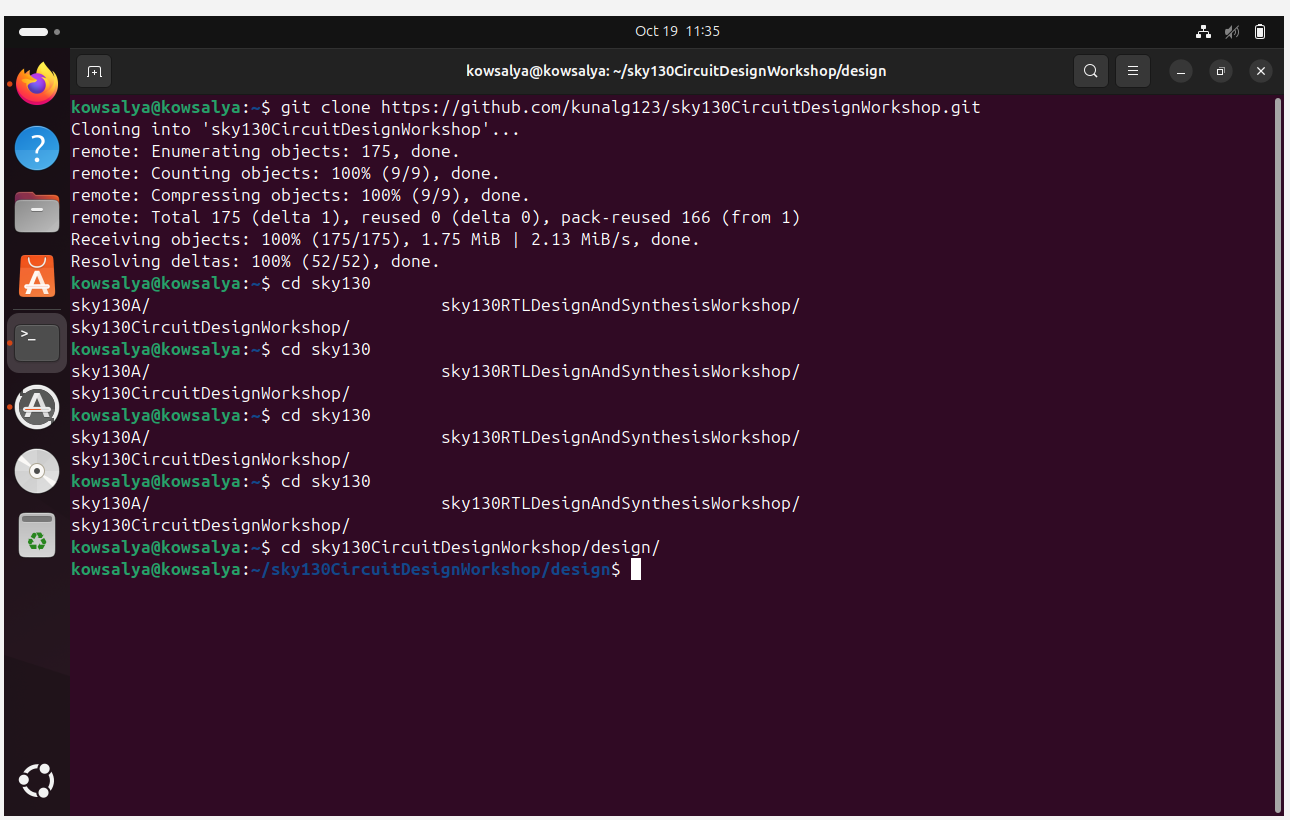 Oct 19 11:35
kowsalya@kowsalya: ~/sky130CircuitDesignWorkshop/design
kowsalya@kowsalya:~$ git clone https://github.com/kunalg123/sky130CircuitDesignWorkshop.git
Cloning into 'sky130CircuitDesignWorkshop'...
remote: Enumerating objects: 175, done.
remote: Counting objects: 100% (9/9), done.
remote: Compressing objects: 100% (9/9), done.
remote: Total 175 (delta 1), reused 0 (delta 0), pack-reused 166 (from 1)
Receiving objects: 100% (175/175), 1.75 MiB | 2.13 MiB/s, done.
Resolving deltas: 100% (52/52), done.
kowsalya@kowsalya:~$ cd sky130
sky130A/ sky130RTLDesignAndSynthesisWorkshop/
sky130CircuitDesignWorkshop/
kowsalya@kowsalya:~$ cd sky130
sky130A/ sky130RTLDesignAndSynthesisWorkshop/
sky130CircuitDesignWorkshop/
kowsalya@kowsalya:~$ cd sky130
sky130A/ sky130RTLDesignAndSynthesisWorkshop/
sky130CircuitDesignWorkshop/
kowsalya@kowsalya:~$ cd sky130
sky130A/ sky130RTLDesignAndSynthesisWorkshop/
sky130CircuitDesignWorkshop/
kowsalya@kowsalya:~$ cd sky130CircuitDesignWorkshop/design/
kowsalya@kowsalya:~/sky130CircuitDesignWorkshop/design$